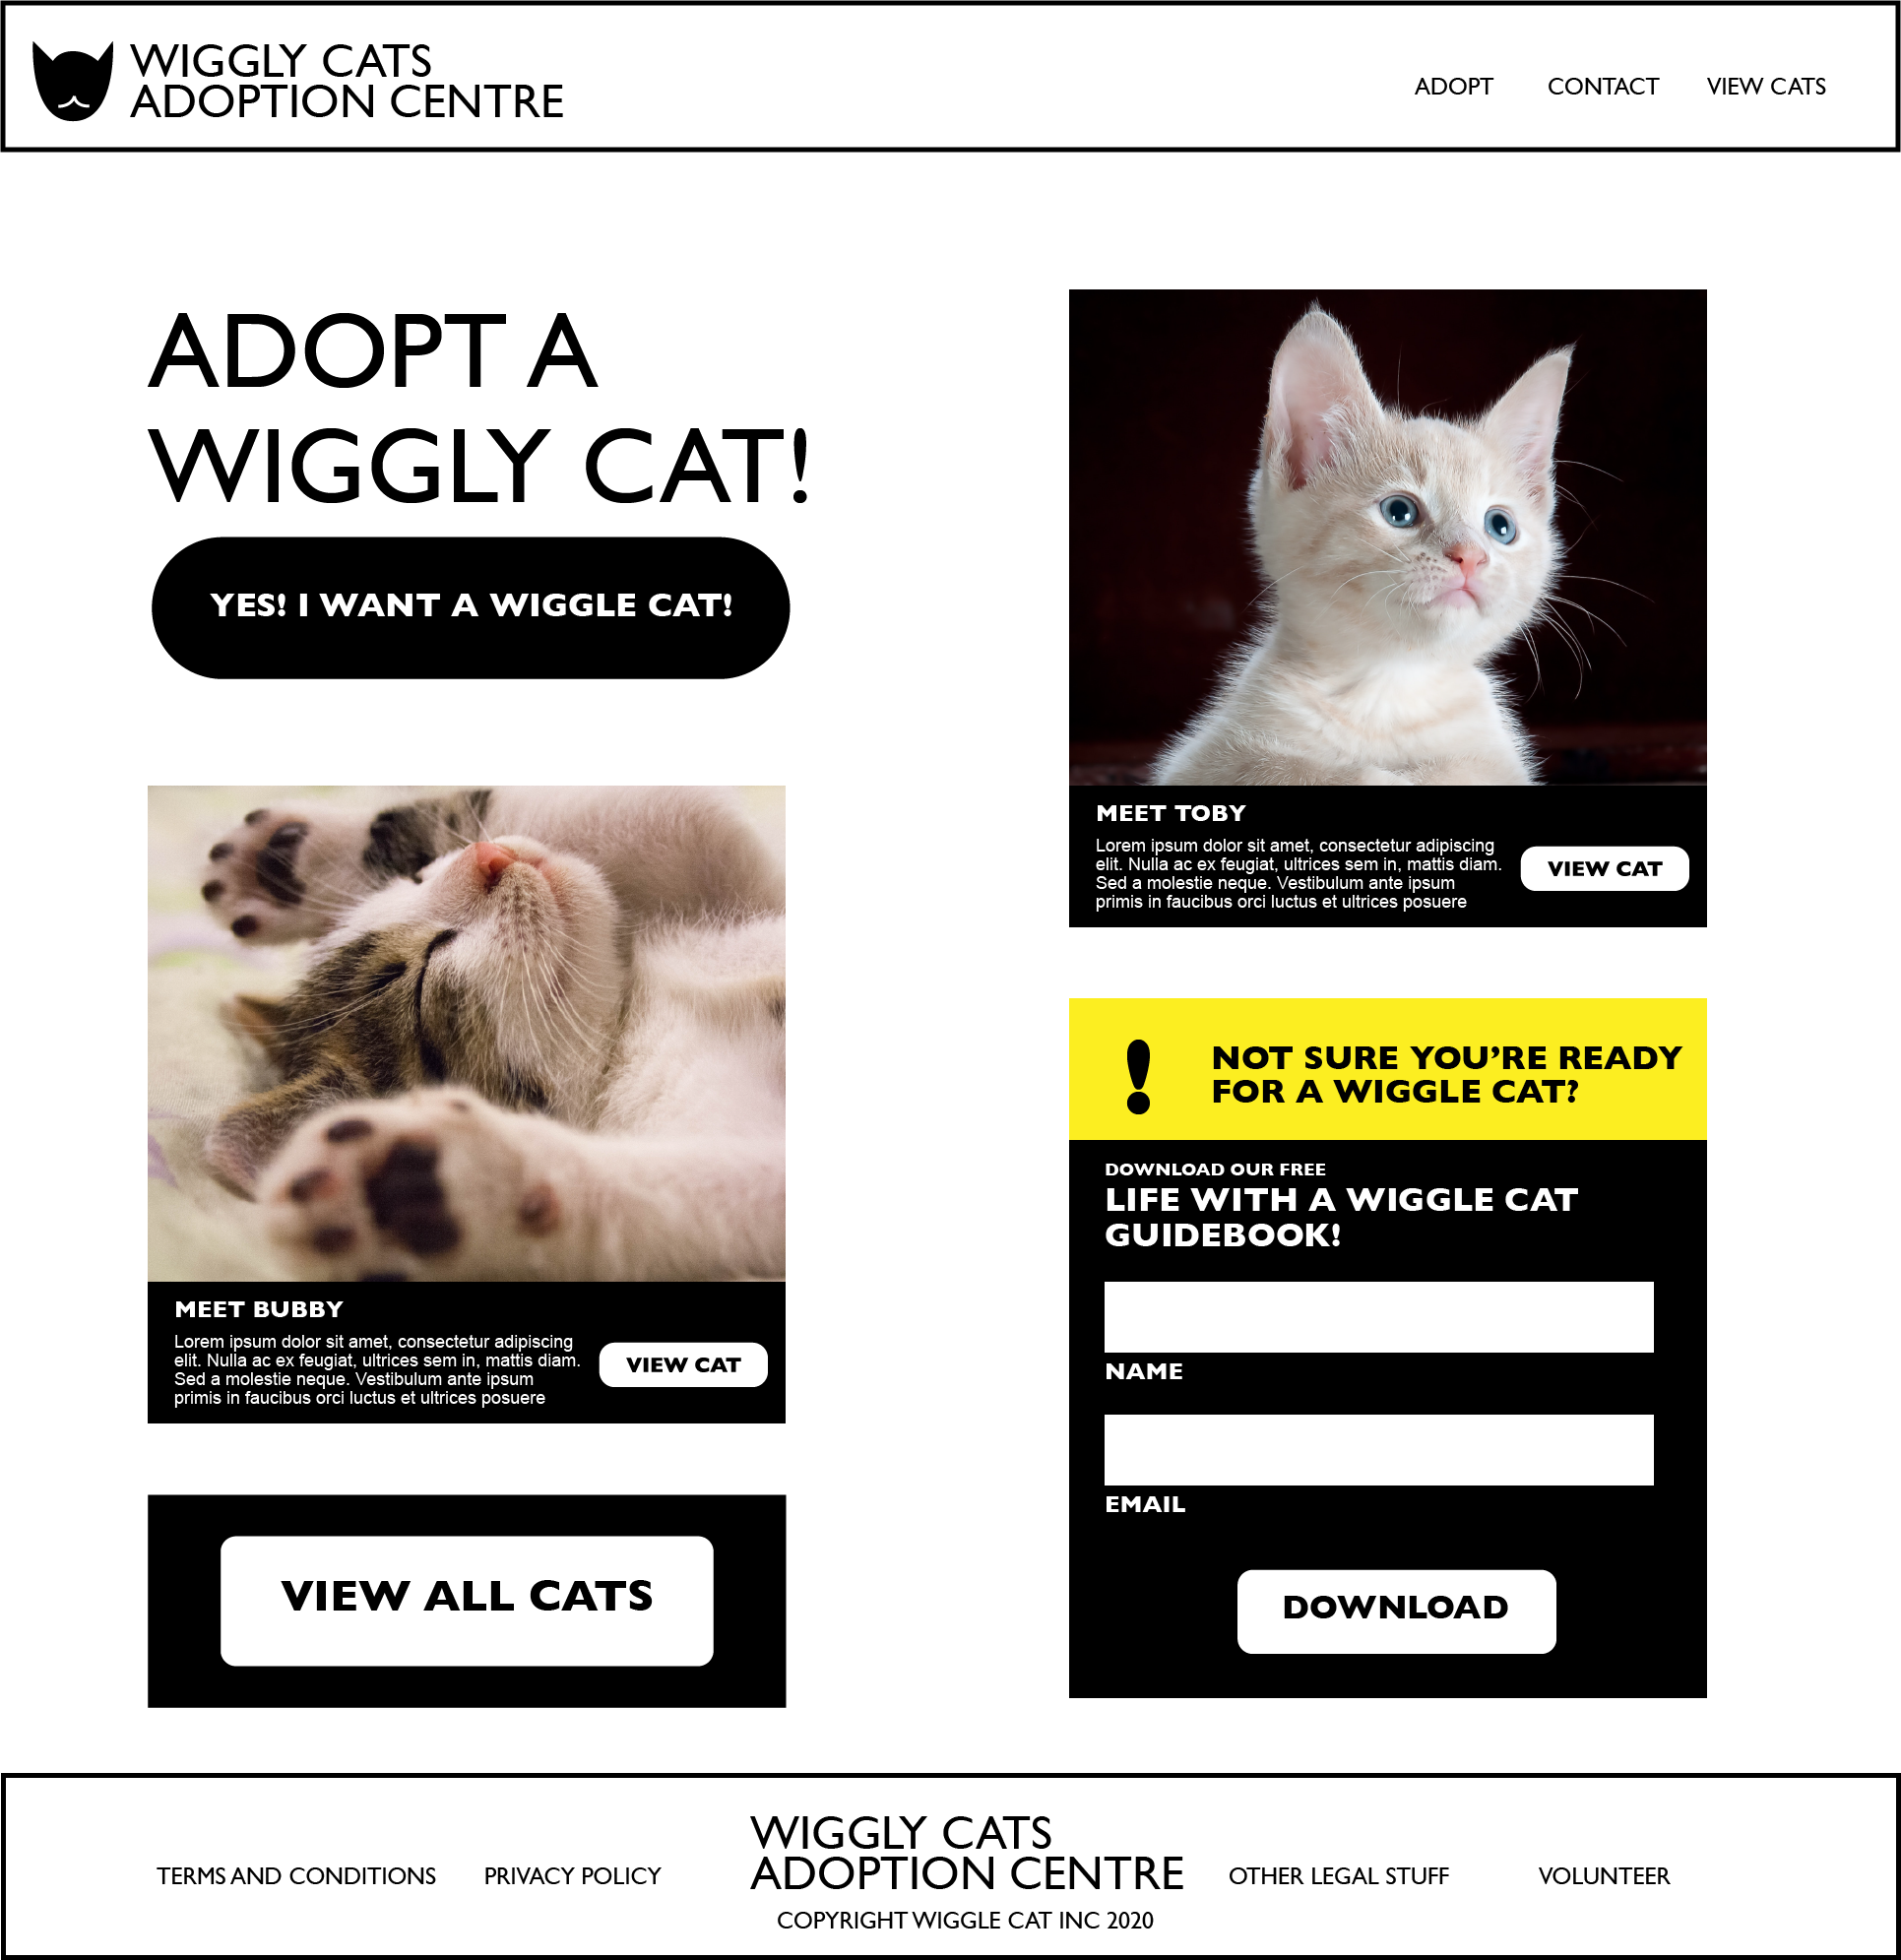 WIGGLY CATS
ADOPTION CENTRE
ADOPT
CONTACT
VIEW CATS
ADOPT A
WIGGLY CAT!
YES! I WANT A WIGGLE CAT!
MEET TOBY
Lorem ipsum dolor sit amet, consectetur adipiscing
elit. Nulla ac ex feugiat, ultrices sem in, mattis diam.
Sed a molestie neque. Vestibulum ante ipsum
primis in faucibus orci luctus et ultrices posuere
VIEW CAT
MEET BUBBY
Lorem ipsum dolor sit amet, consectetur adipiscing
elit. Nulla ac ex feugiat, ultrices sem in, mattis diam.
Sed a molestie neque. Vestibulum ante ipsum
primis in faucibus orci luctus et ultrices posuere
VIEW CAT
!
NOT SURE YOU’RE READY
FOR A WIGGLE CAT?
DOWNLOAD OUR FREE
LIFE WITH A WIGGLE CAT
GUIDEBOOK!
NAME
EMAIL
DOWNLOAD
VIEW ALL CATS
TERMS AND CONDITIONS
PRIVACY POLICY
WIGGLY CATS
ADOPTION CENTRE
COPYRIGHT WIGGLE CAT INC 2020
OTHER LEGAL STUFF
VOLUNTEER